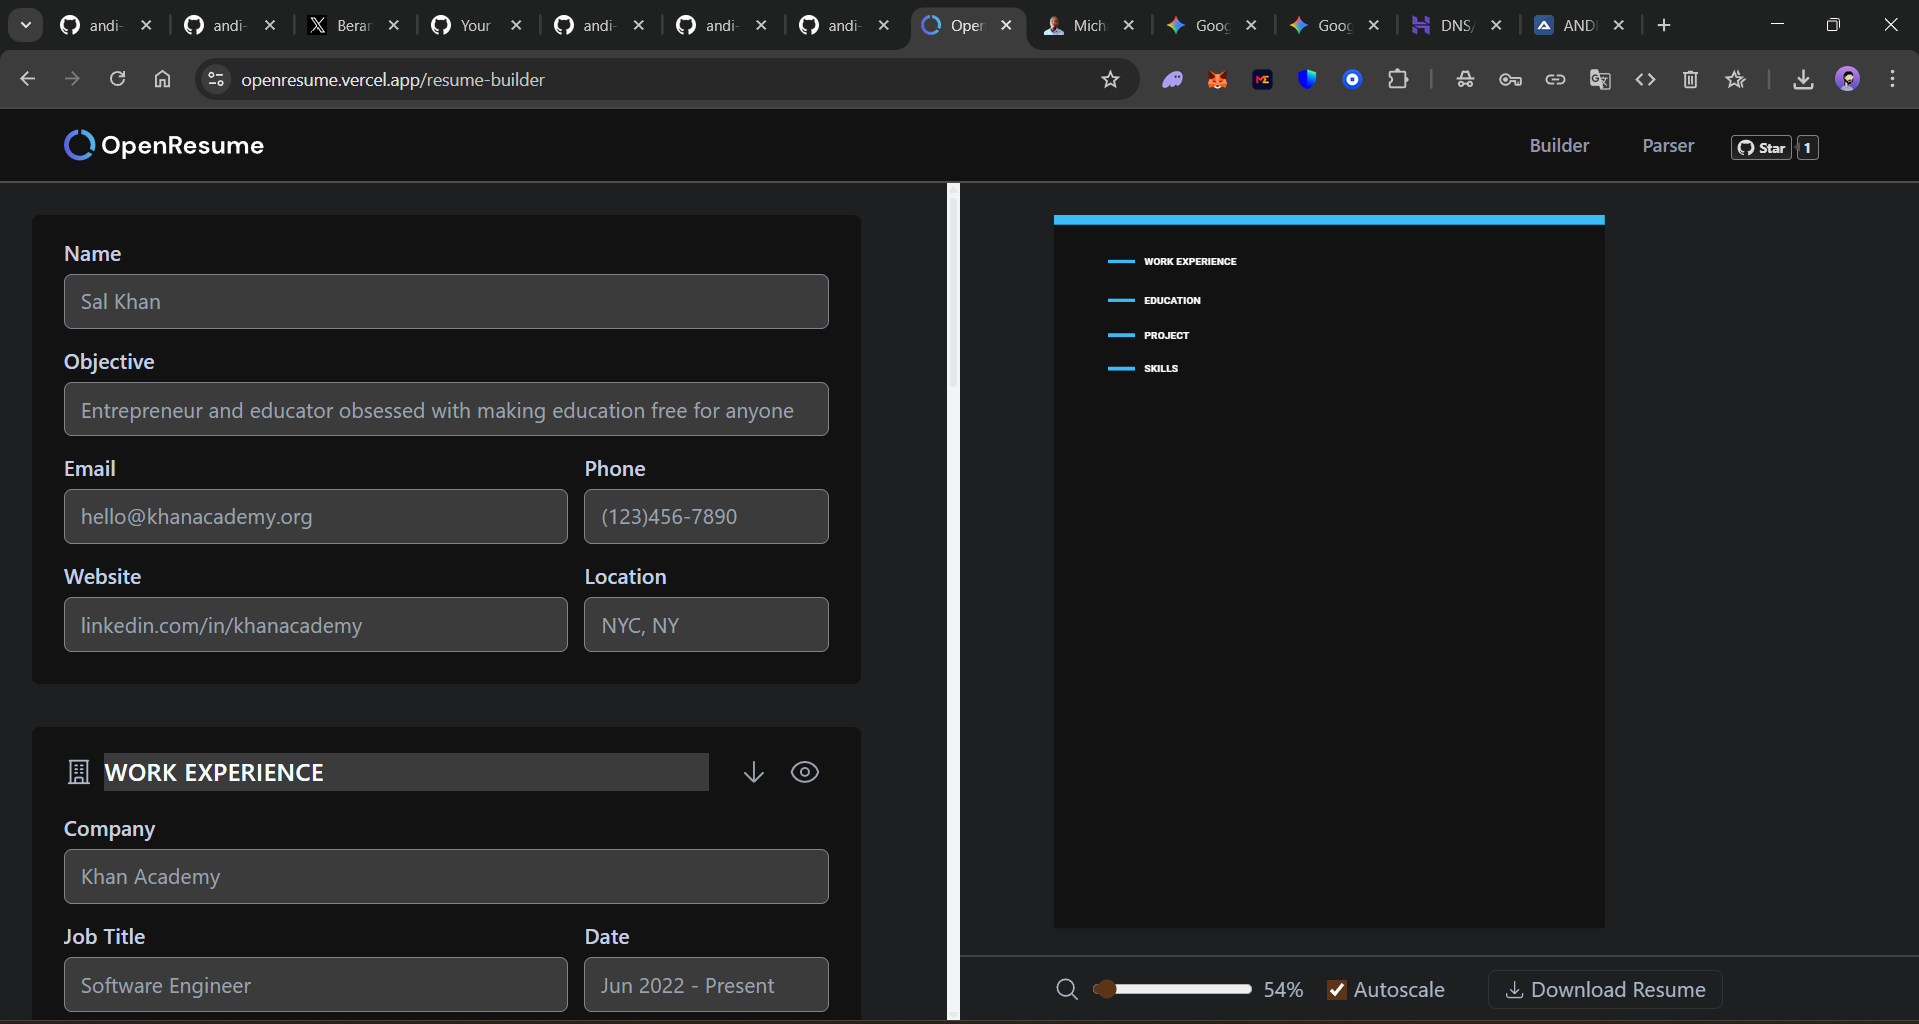 andi-
andi-
Berar
Your
andi-
andi-
andi-
Open
Mich
Goog
Goog
DNS/
AND
openresume.vercel.app/resume-builder
OpenResume
Builder
Parser
Star
1
Name
Sal Khan
Objective
Entrepreneur and educator obsessed with making education free for anyone
Email
Phone
hello@khanacademy.org
(123)456-7890
Website
Location
linkedin.com/in/khanacademy
NYC, NY
WORK EXPERIENCE
Company
Khan Academy
Job Title
Date
Software Engineer
Jun 2022 - Present
WORK EXPERIENCE
EDUCATION
PROJECT
SKILLS
54%
Autoscale
Download Resume